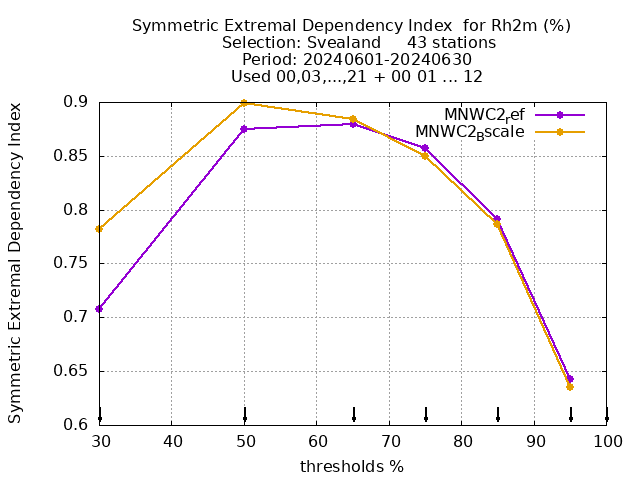 Symmetric Extremal Dependency Index  for Rh2m (%)
Selection: Svealand     43 stations
Period: 20240601-20240630
Used 00,03,...,21 + 00 01 ... 12
Symmetric Extremal Dependency Index
0.9
0.85
0.8
0.75
0.7
0.65
0.6
MNWC2ref
MNWC2Bscale
30 40 50 60 70 80 90 100
thresholds %